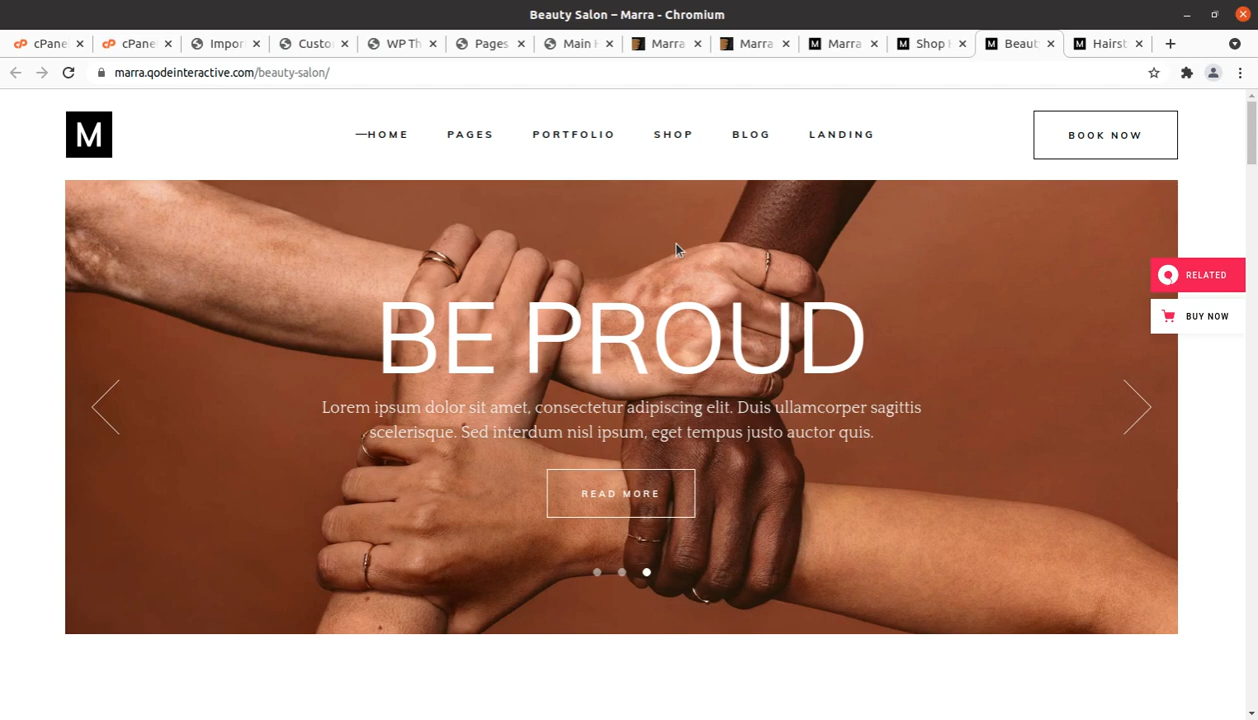 Beauty Salon – Marra - Chromium
cPane
cPane
Impor
Custo
WP Th
Pages
Main H
Marra
Marra
Marra
Shop
Beaut
Hairst
marra.qodeinteractive.com/beauty-salon/
M
HOME
PAGES
PORTFOLIO
SHOP
BLOG
LANDING
BOOK NOW
RELATED
BUY NOW
BE PROUD
Lorem ipsum dolor sit amet, consectetur adipiscing elit. Duis ullamcorper sagittis
scelerisque. Sed interdum nisl ipsum, eget tempus justo auctor quis.
READ MORE